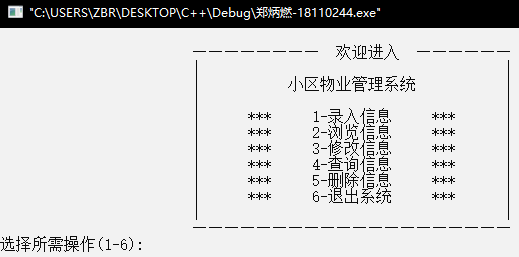 "C:\USERS\ZBR\DESKTOP\C++\Debug\郑炳燃-18110244.exe"
欢迎进入
小区物业管理系统
*** 1-录入信息 ***
*** 2-浏览信息 ***
*** 3-修改信息 ***
*** 4-查询信息 ***
*** 5-删除信息 ***
*** 6-退出系统 ***
选择所需操作(1-6):